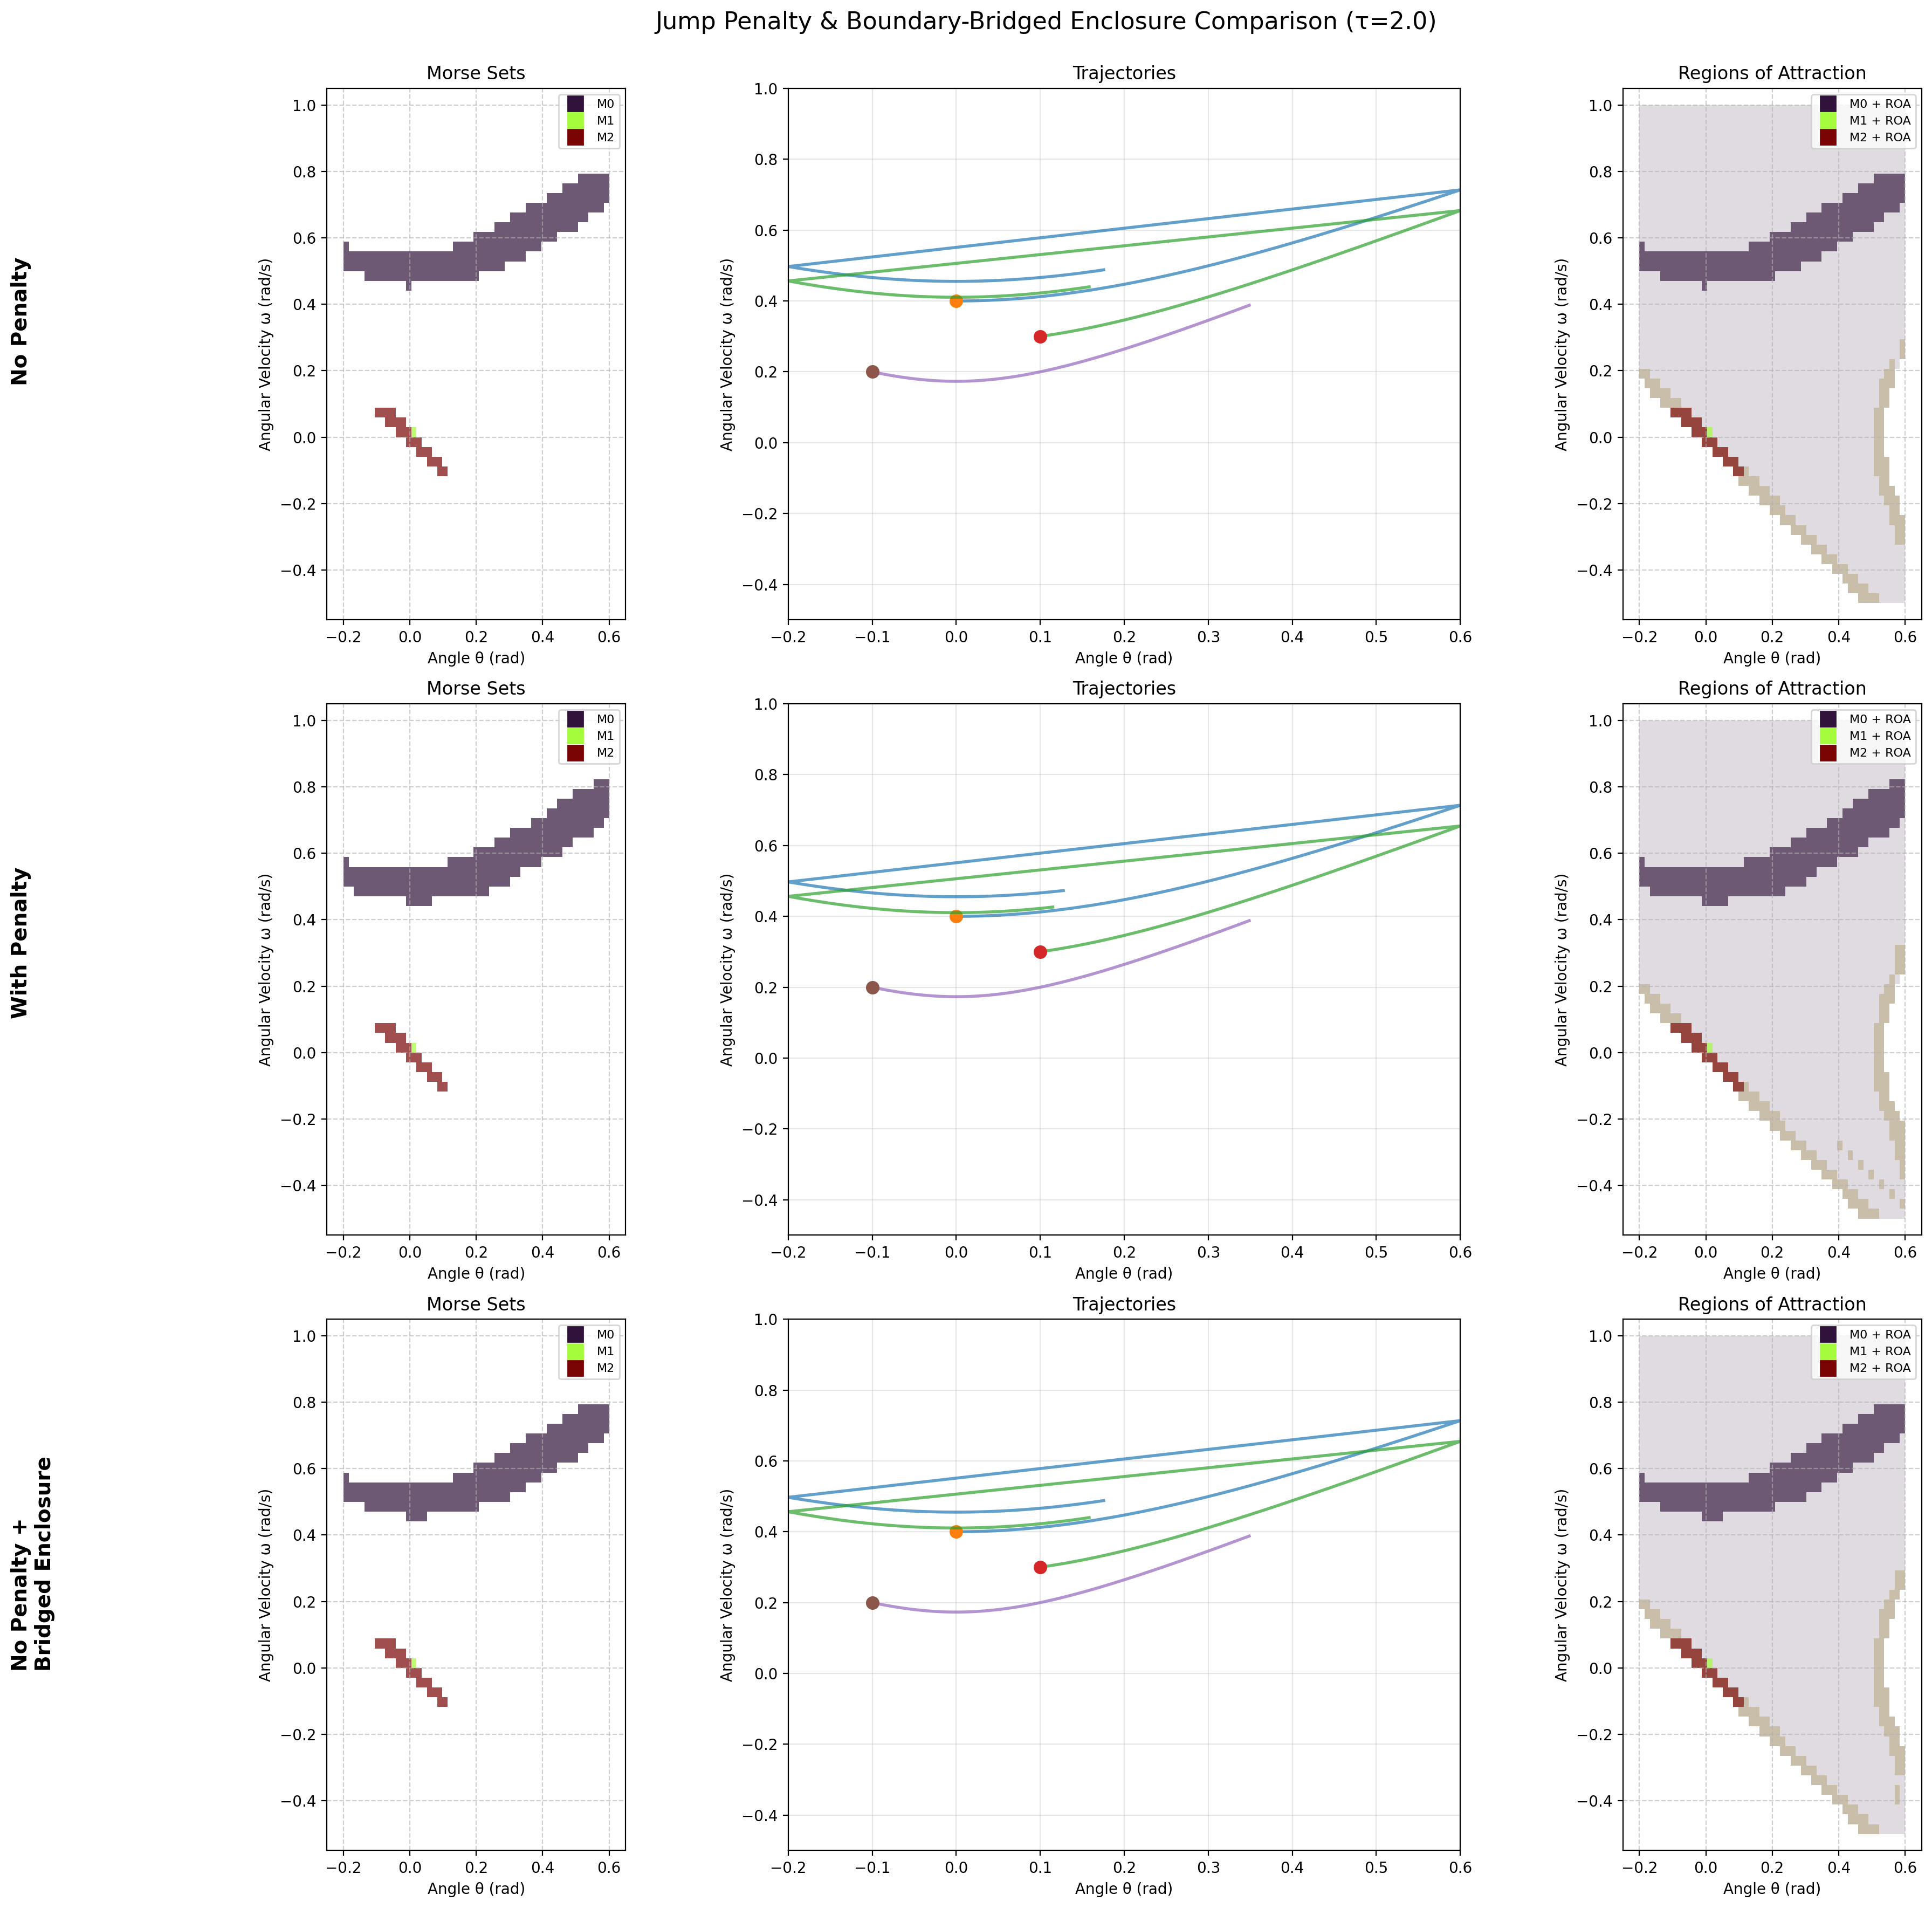 Jump Penalty & Boundary-Bridged Enclosure Comparison (τ=2.0)
No Penalty
Morse Sets
M0
M1
M2
1.0
0.8
0.6
0.4
0.2
0.0
−0.2
−0.4
Angular Velocity ω (rad/s)
−0.2 0.0 0.2 0.4 0.6
Angle θ (rad)
Trajectories
1.0
0.8
0.6
0.4
0.2
0.0
−0.2
−0.4
Angular Velocity ω (rad/s)
−0.2 −0.1 0.0 0.1 0.2 0.3 0.4 0.5 0.6
Angle θ (rad)
Regions of Attraction
M0 + ROA
M1 + ROA
M2 + ROA
1.0
0.8
0.6
0.4
0.2
0.0
−0.2
−0.4
Angular Velocity ω (rad/s)
−0.2 0.0 0.2 0.4 0.6
Angle θ (rad)
With Penalty
Morse Sets
M0
M1
M2
1.0
0.8
0.6
0.4
0.2
0.0
−0.2
−0.4
Angular Velocity ω (rad/s)
−0.2 0.0 0.2 0.4 0.6
Angle θ (rad)
Trajectories
1.0
0.8
0.6
0.4
0.2
0.0
−0.2
−0.4
Angular Velocity ω (rad/s)
−0.2 −0.1 0.0 0.1 0.2 0.3 0.4 0.5 0.6
Angle θ (rad)
Regions of Attraction
M0 + ROA
M1 + ROA
M2 + ROA
1.0
0.8
0.6
0.4
0.2
0.0
−0.2
−0.4
Angular Velocity ω (rad/s)
−0.2 0.0 0.2 0.4 0.6
Angle θ (rad)
No Penalty +
Bridged Enclosure
Morse Sets
M0
M1
M2
1.0
0.8
0.6
0.4
0.2
0.0
−0.2
−0.4
Angular Velocity ω (rad/s)
−0.2 0.0 0.2 0.4 0.6
Angle θ (rad)
Trajectories
1.0
0.8
0.6
0.4
0.2
0.0
−0.2
−0.4
Angular Velocity ω (rad/s)
−0.2 −0.1 0.0 0.1 0.2 0.3 0.4 0.5 0.6
Angle θ (rad)
Regions of Attraction
M0 + ROA
M1 + ROA
M2 + ROA
1.0
0.8
0.6
0.4
0.2
0.0
−0.2
−0.4
Angular Velocity ω (rad/s)
−0.2 0.0 0.2 0.4 0.6
Angle θ (rad)